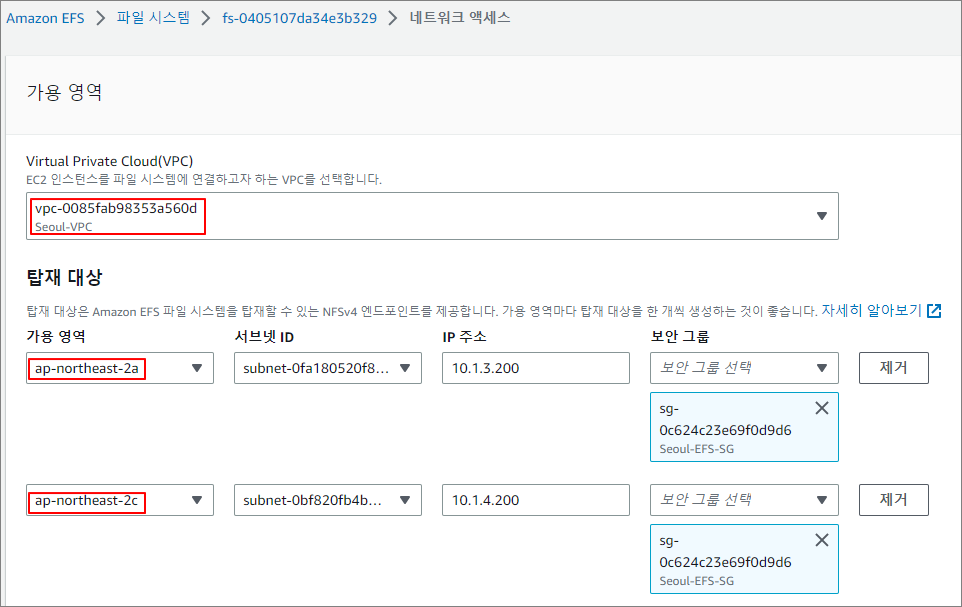 Amazon EFS > 파일 시스템 > fs-0405107da34e3b329 > 네트워크 액세스
가용 영역
Virtual Private Cloud(VPC)
EC2 인스턴스를 파일 시스템에 연결하고자 하는 VPC를 선택합니다.
vpc-0085fab98353a560d
Seoul-VPC
탑재 대상
탑재 대상은 Amazon EFS 파일 시스템을 탑재할 수 있는 NFSv4 엔드포인트를 제공합니다. 가용 영역마다 탑재 대상을 한 개씩 생성하는 것이 좋습니다. 자세히 알아보기
가용 영역 서브넷 ID IP 주소 보안 그룹
ap-northeast-2a subnet-0fa180520f8... 10.1.3.200 보안 그룹 선택 제거
sg-
0c624c23e69f0d9d6
Seoul-EFS-SG
ap-northeast-2c subnet-0bf820fb4b... 10.1.4.200 보안 그룹 선택 제거
sg-
0c624c23e69f0d9d6
Seoul-EFS-SG